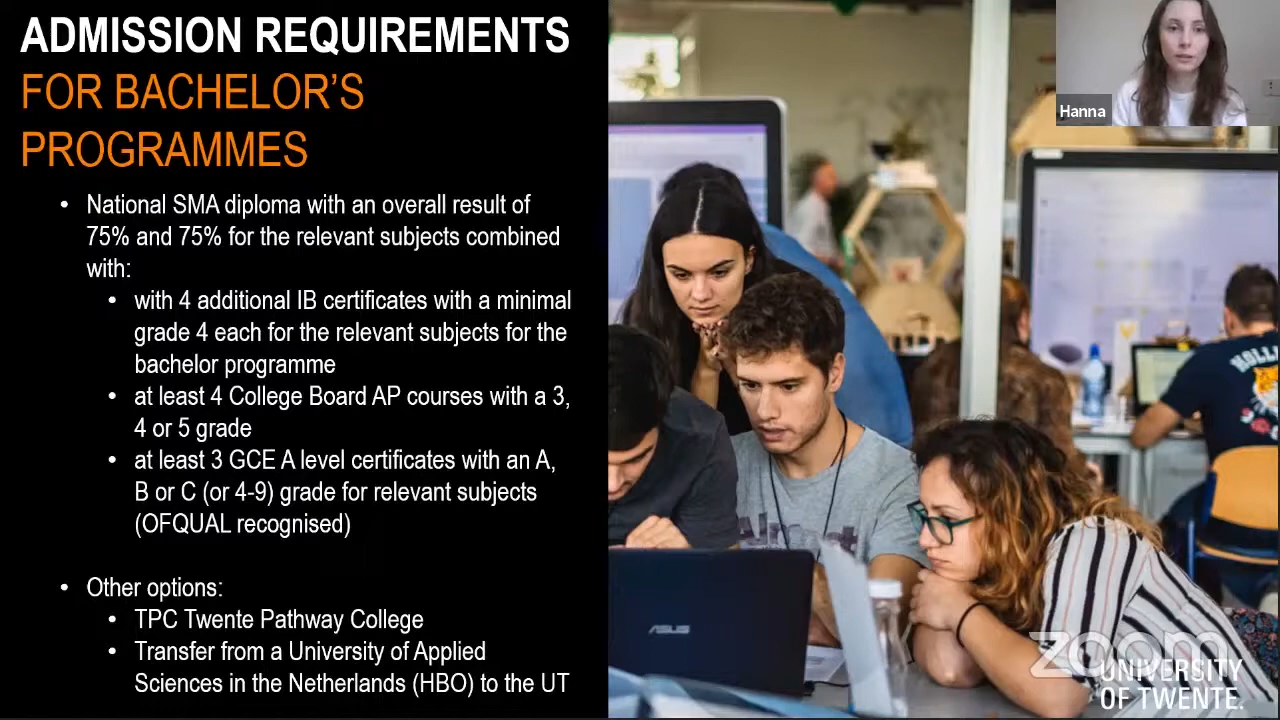 ADMISSION REQUIREMENTS
FOR BACHELOR'S
PROGRAMMES
• National SMA diploma with an overall result of
75% and 75% for the relevant subjects combined
with:
• with 4 additional IB certificates with a minimal
grade 4 each for the relevant subjects for the
bachelor programme
• at least 4 College Board AP courses with a 3,
4 or 5 grade
• at least 3 GCE A level certificates with an A,
B or C (or 4-9) grade for relevant subjects
(OFQUAL recognised)
• Other options:
• TPC Twente Pathway College
• Transfer from a University of Applied
Sciences in the Netherlands (HBO) to the UT
Hanna
ASUS
zoom
UNIVERSITY
OF TWENTE.